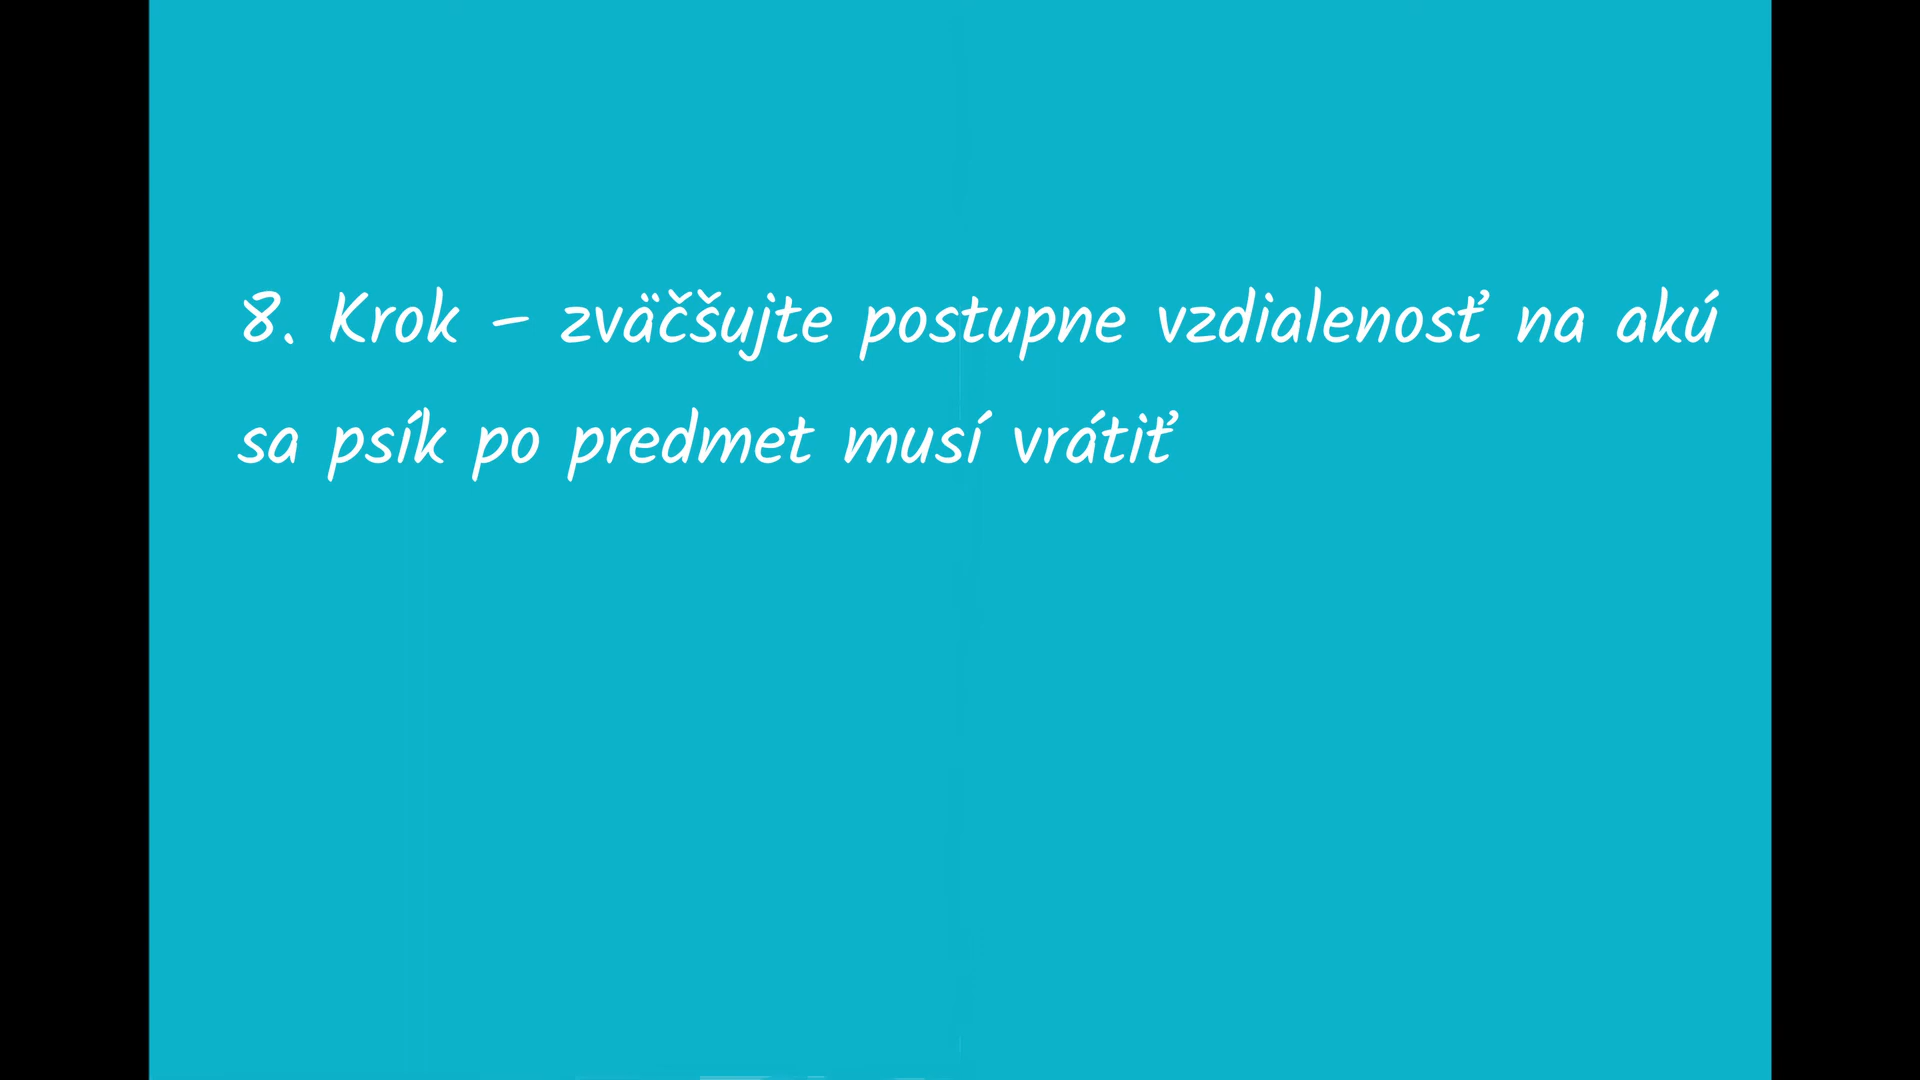 8. Krok – zväčšujte postupne vzdialenosť na akú
sa psík po predmet musí vrátiť